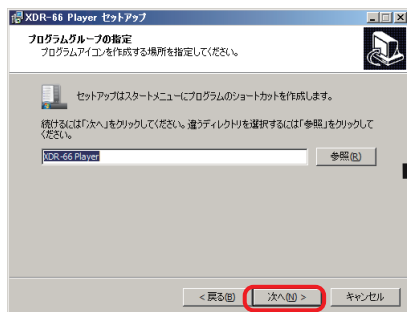 XDR-66 Player セットアップ
プログラムグループの指定
プログラムアイコンを作成する場所を指定してください。
セットアップはスタートメニューにプログラムのショートカットを作成します。
続けるには「次へ」をクリックしてください。違うディレクトリを選択するには「参照」をクリックして
ください。
XDR-66 Player
参照(R)
< 戻る(B)
次へ(N) >
キャンセル